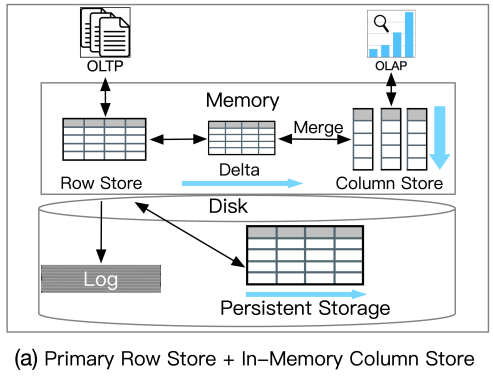 OLTP
OLAP
Memory
Merge
Delta
Row Store
Column Store
Disk
Log
Persistent Storage
(a) Primary Row Store + In-Memory Column Store